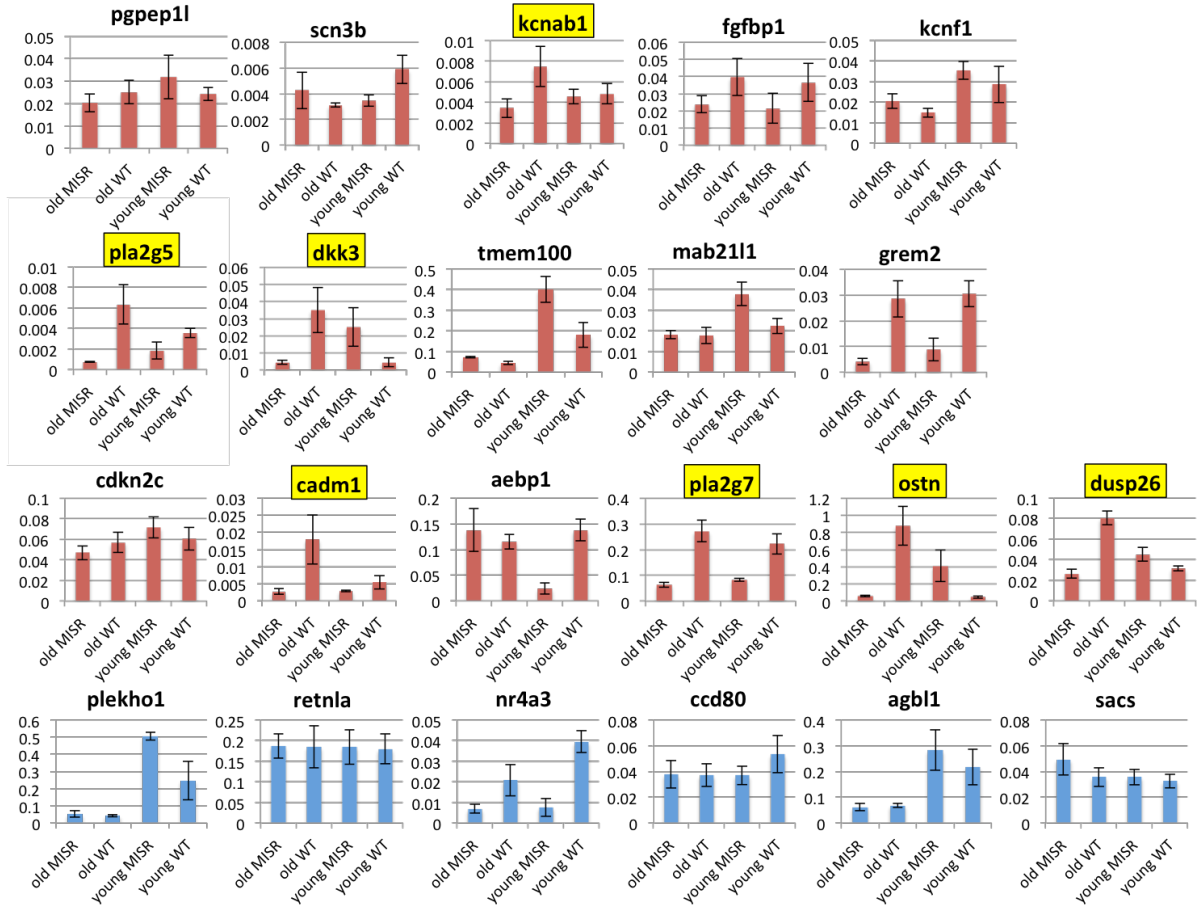 pgpep1l
0.05
0.04
0.03
0.02
0.01
0
old MISR
old WT
young MISR
young WT
scn3b
0.008
0.006
0.004
0.002
0
old MISR
old WT
young MISR
young WT
kcnab1
0.01
0.008
0.006
0.004
0.002
0
old MISR
old WT
young MISR
young WT
fgfbp1
0.06
0.05
0.04
0.03
0.02
0.01
0
old MISR
old WT
young MISR
young WT
kcnf1
0.05
0.04
0.03
0.02
0.01
0
old MISR
old WT
young MISR
young WT
pla2g5
0.01
0.008
0.006
0.004
0.002
0
old MISR
old WT
young MISR
young WT
dkk3
0.06
0.05
0.04
0.03
0.02
0.01
0
old MISR
old WT
young MISR
young WT
tmem100
0.5
0.4
0.3
0.2
0.1
0
old MISR
old WT
young MISR
young WT
mab21l1
0.05
0.04
0.03
0.02
0.01
0
old MISR
old WT
young MISR
young WT
grem2
0.04
0.03
0.02
0.01
0
old MISR
old WT
young MISR
young WT
cdkn2c
0.1
0.08
0.06
0.04
0.02
0
old MISR
old WT
young MISR
young WT
cadm1
0.03
0.025
0.02
0.015
0.01
0.005
0
old MISR
old WT
young MISR
young WT
aebp1
0.2
0.15
0.1
0.05
0
old MISR
old WT
young MISR
young WT
pla2g7
0.4
0.3
0.2
0.1
0
old MISR
old WT
young MISR
young WT
ostn
1.2
1
0.8
0.6
0.4
0.2
0
old MISR
old WT
young MISR
young WT
dusp26
0.1
0.08
0.06
0.04
0.02
0
old MISR
old WT
young MISR
young WT
plekho1
0.6
0.5
0.4
0.3
0.2
0.1
0
old MISR
old WT
young MISR
young WT
retnla
0.25
0.2
0.15
0.1
0.05
0
old MISR
old WT
young MISR
young WT
nr4a3
0.05
0.04
0.03
0.02
0.01
0
old MISR
old WT
young MISR
young WT
ccd80
0.08
0.06
0.04
0.02
0
old MISR
old WT
young MISR
young WT
agbl1
0.4
0.3
0.2
0.1
0
old MISR
old WT
young MISR
young WT
sacs
0.08
0.06
0.04
0.02
0
old MISR
old WT
young MISR
young WT